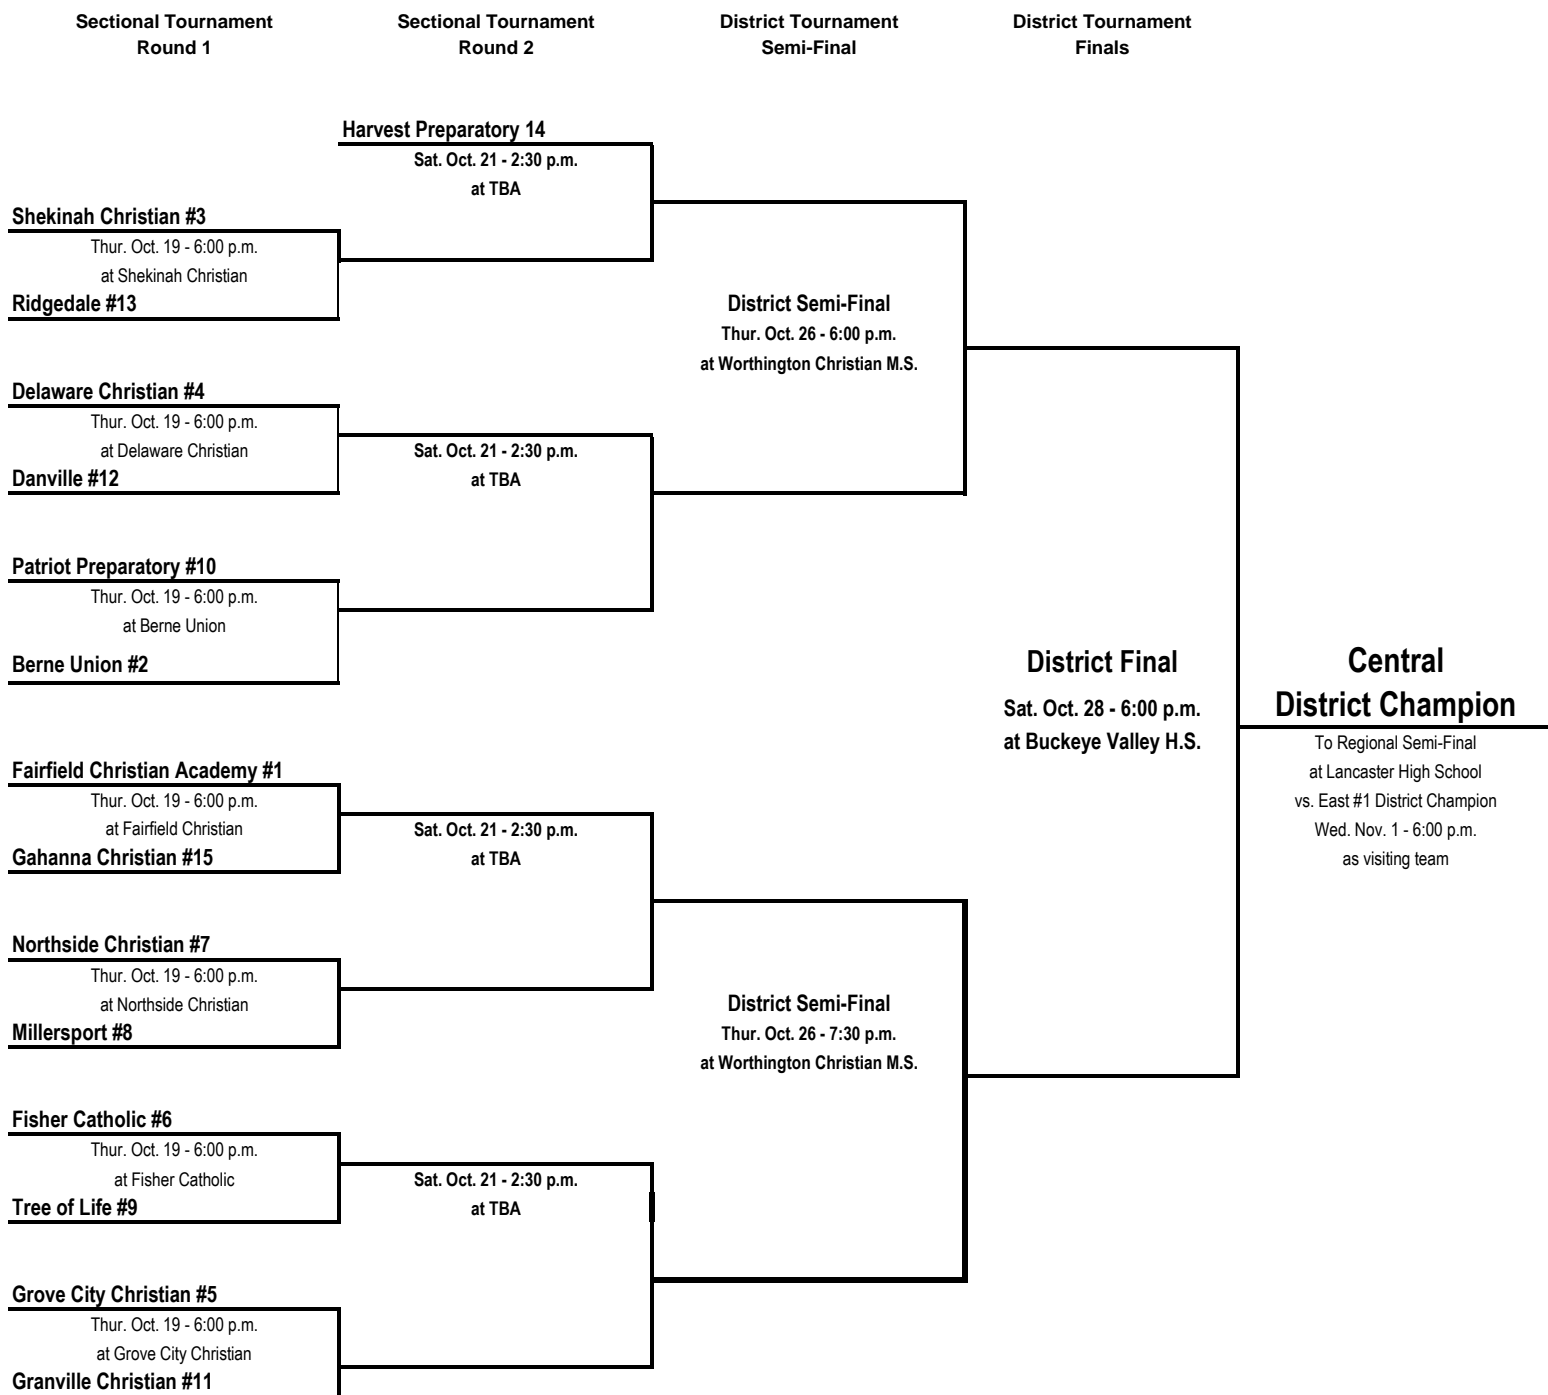 Sectional Tournament
Round 1
Sectional Tournament
Round 2
District Tournament
Semi-Final
District Tournament
Finals
Harvest Preparatory 14
Sat. Oct. 21 - 2:30 p.m.
at TBA
Shekinah Christian #3
Thur. Oct. 19 - 6:00 p.m.
at Shekinah Christian
Ridgedale #13
District Semi-Final
Thur. Oct. 26 - 6:00 p.m.
at Worthington Christian M.S.
Delaware Christian #4
Thur. Oct. 19 - 6:00 p.m.
at Delaware Christian
Danville #12
Sat. Oct. 21 - 2:30 p.m.
at TBA
Patriot Preparatory #10
Thur. Oct. 19 - 6:00 p.m.
at Berne Union
Berne Union #2
District Final
Sat. Oct. 28 - 6:00 p.m.
at Buckeye Valley H.S.
Central
District Champion
To Regional Semi-Final
at Lancaster High School
vs. East #1 District Champion
Wed. Nov. 1 - 6:00 p.m.
as visiting team
Fairfield Christian Academy #1
Thur. Oct. 19 - 6:00 p.m.
at Fairfield Christian
Gahanna Christian #15
Sat. Oct. 21 - 2:30 p.m.
at TBA
Northside Christian #7
Thur. Oct. 19 - 6:00 p.m.
at Northside Christian
Millersport #8
District Semi-Final
Thur. Oct. 26 - 7:30 p.m.
at Worthington Christian M.S.
Fisher Catholic #6
Thur. Oct. 19 - 6:00 p.m.
at Fisher Catholic
Tree of Life #9
Sat. Oct. 21 - 2:30 p.m.
at TBA
Grove City Christian #5
Thur. Oct. 19 - 6:00 p.m.
at Grove City Christian
Granville Christian #11